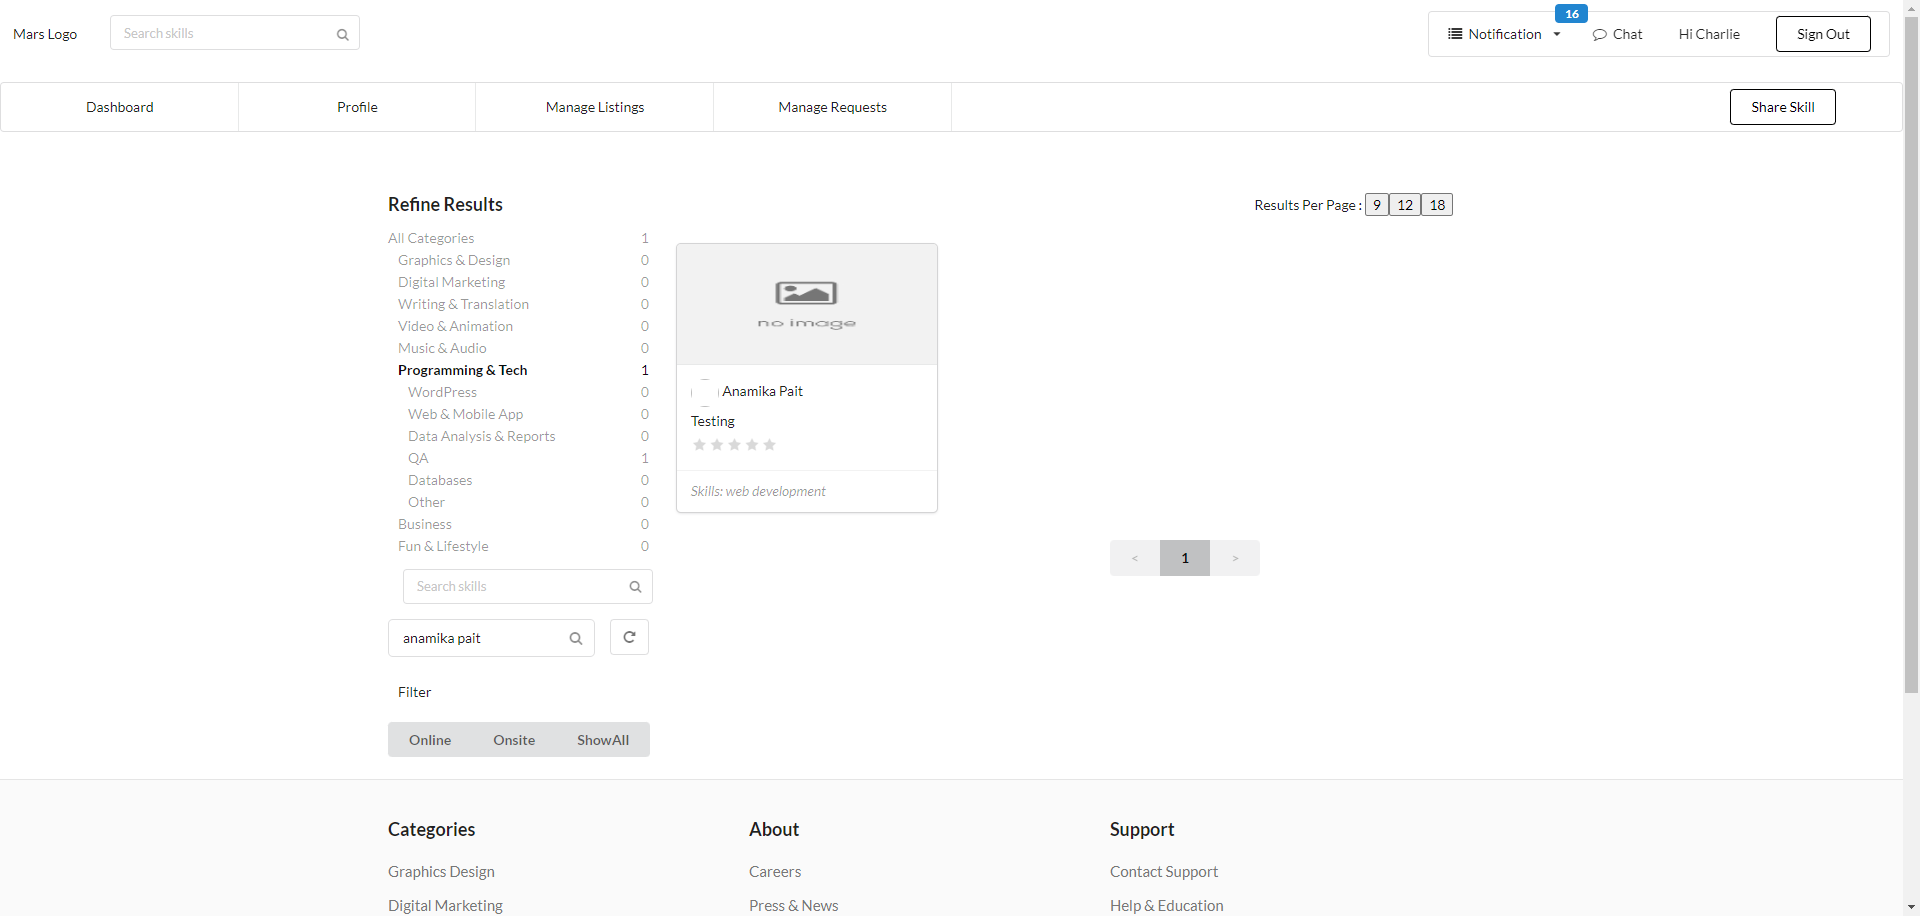 Mars Logo
Search skills
16
Notification
Chat
Hi Charlie
Sign Out
Dashboard
Profile
Manage Listings
Manage Requests
Share Skill
Refine Results
Results Per Page : 9 12 18
All Categories 1
Graphics & Design 0
Digital Marketing 0
Writing & Translation 0
Video & Animation 0
Music & Audio 0
Programming & Tech 1
WordPress 0
Web & Mobile App 0
Data Analysis & Reports 0
QA 1
Databases 0
Other 0
Business 0
Fun & Lifestyle 0
Search skills
anamika pait
Filter
Online Onsite ShowAll
no image
Anamika Pait
Testing
Skills: web development
< 1 >
Categories
Graphics Design
Digital Marketing
About
Careers
Press & News
Support
Contact Support
Help & Education